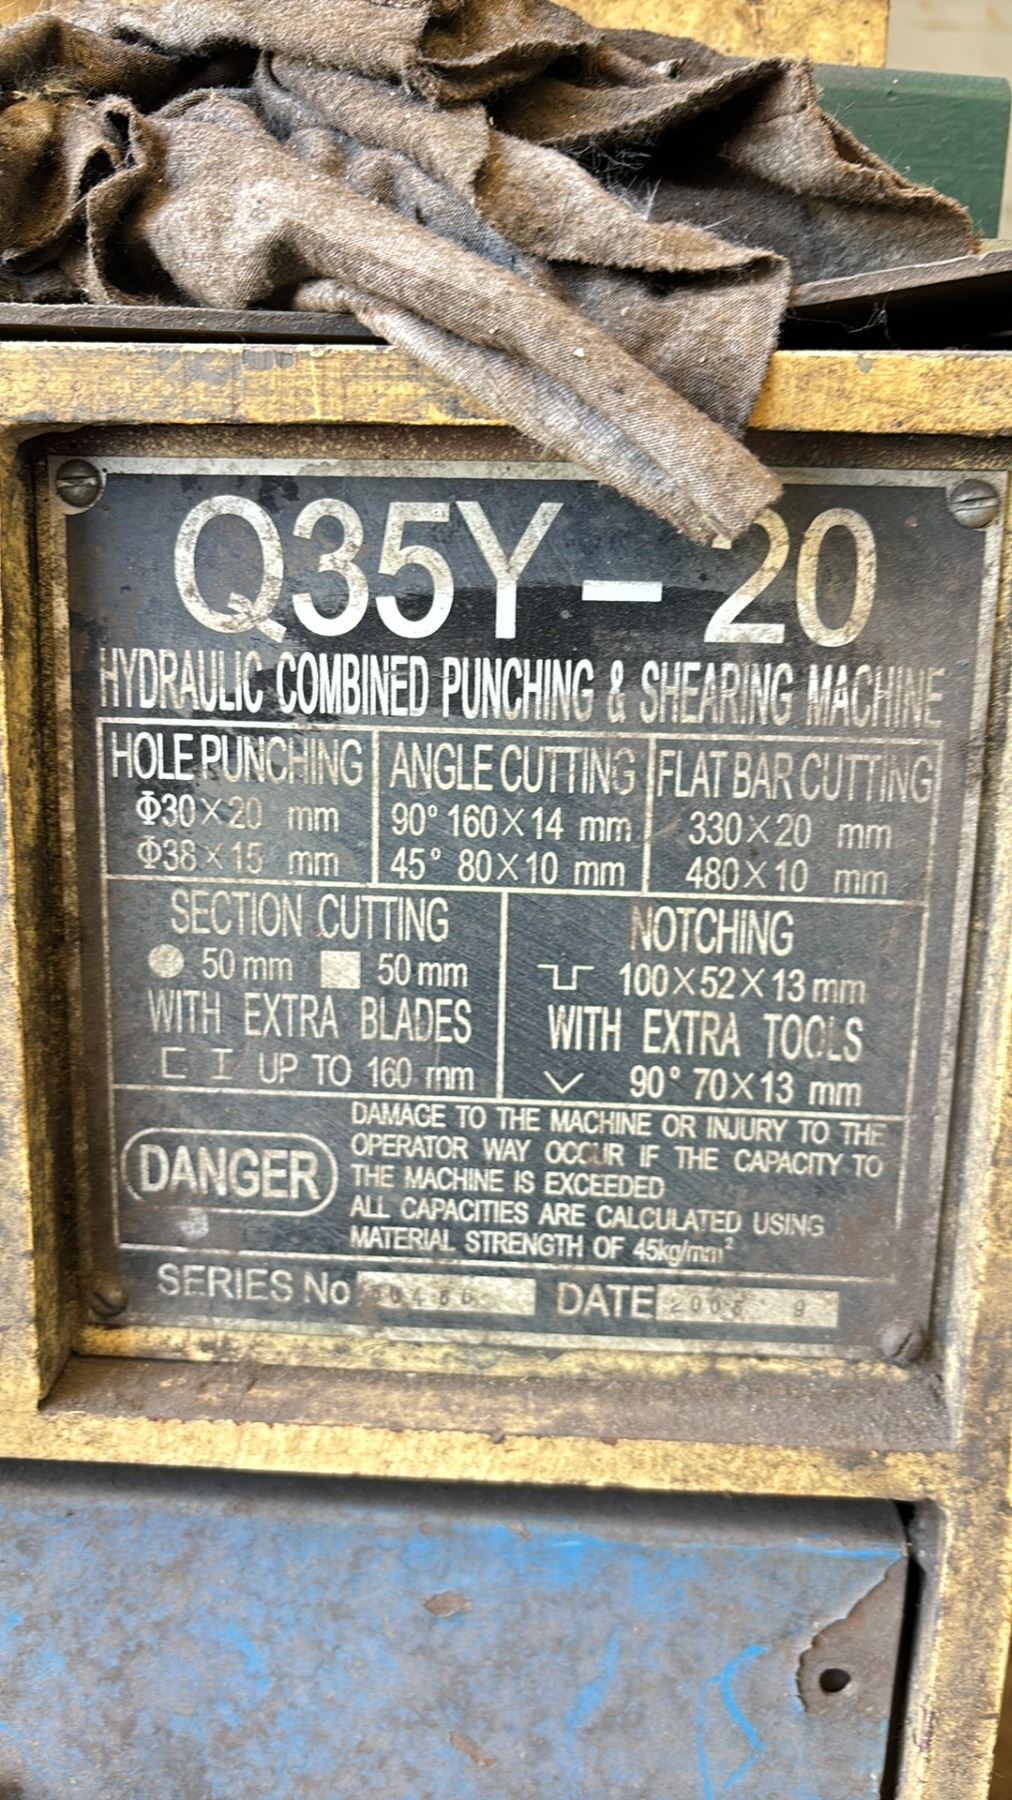 Q35Y-20
HYDRAULIC COMBINED PUNCHING & SHEARING MACHINE
HOLE PUNCHING
Φ30×20 mm
Φ38×15 mm
ANGLE CUTTING
90° 160×14 mm
45° 80×10 mm
FLAT BAR CUTTING
330×20 mm
480×10 mm
SECTION CUTTING
50 mm 50 mm
WITH EXTRA BLADES
UP TO 160 mm
NOTCHING
100×52×13 mm
WITH EXTRA TOOLS
90° 70×13 mm
DANGER
DAMAGE TO THE MACHINE OR INJURY TO THE
OPERATOR WAY OCCUR IF THE CAPACITY TO
THE MACHINE IS EXCEEDED
ALL CAPACITIES ARE CALCULATED USING
MATERIAL STRENGTH OF 45kg/mm²
SERIES No
DATE